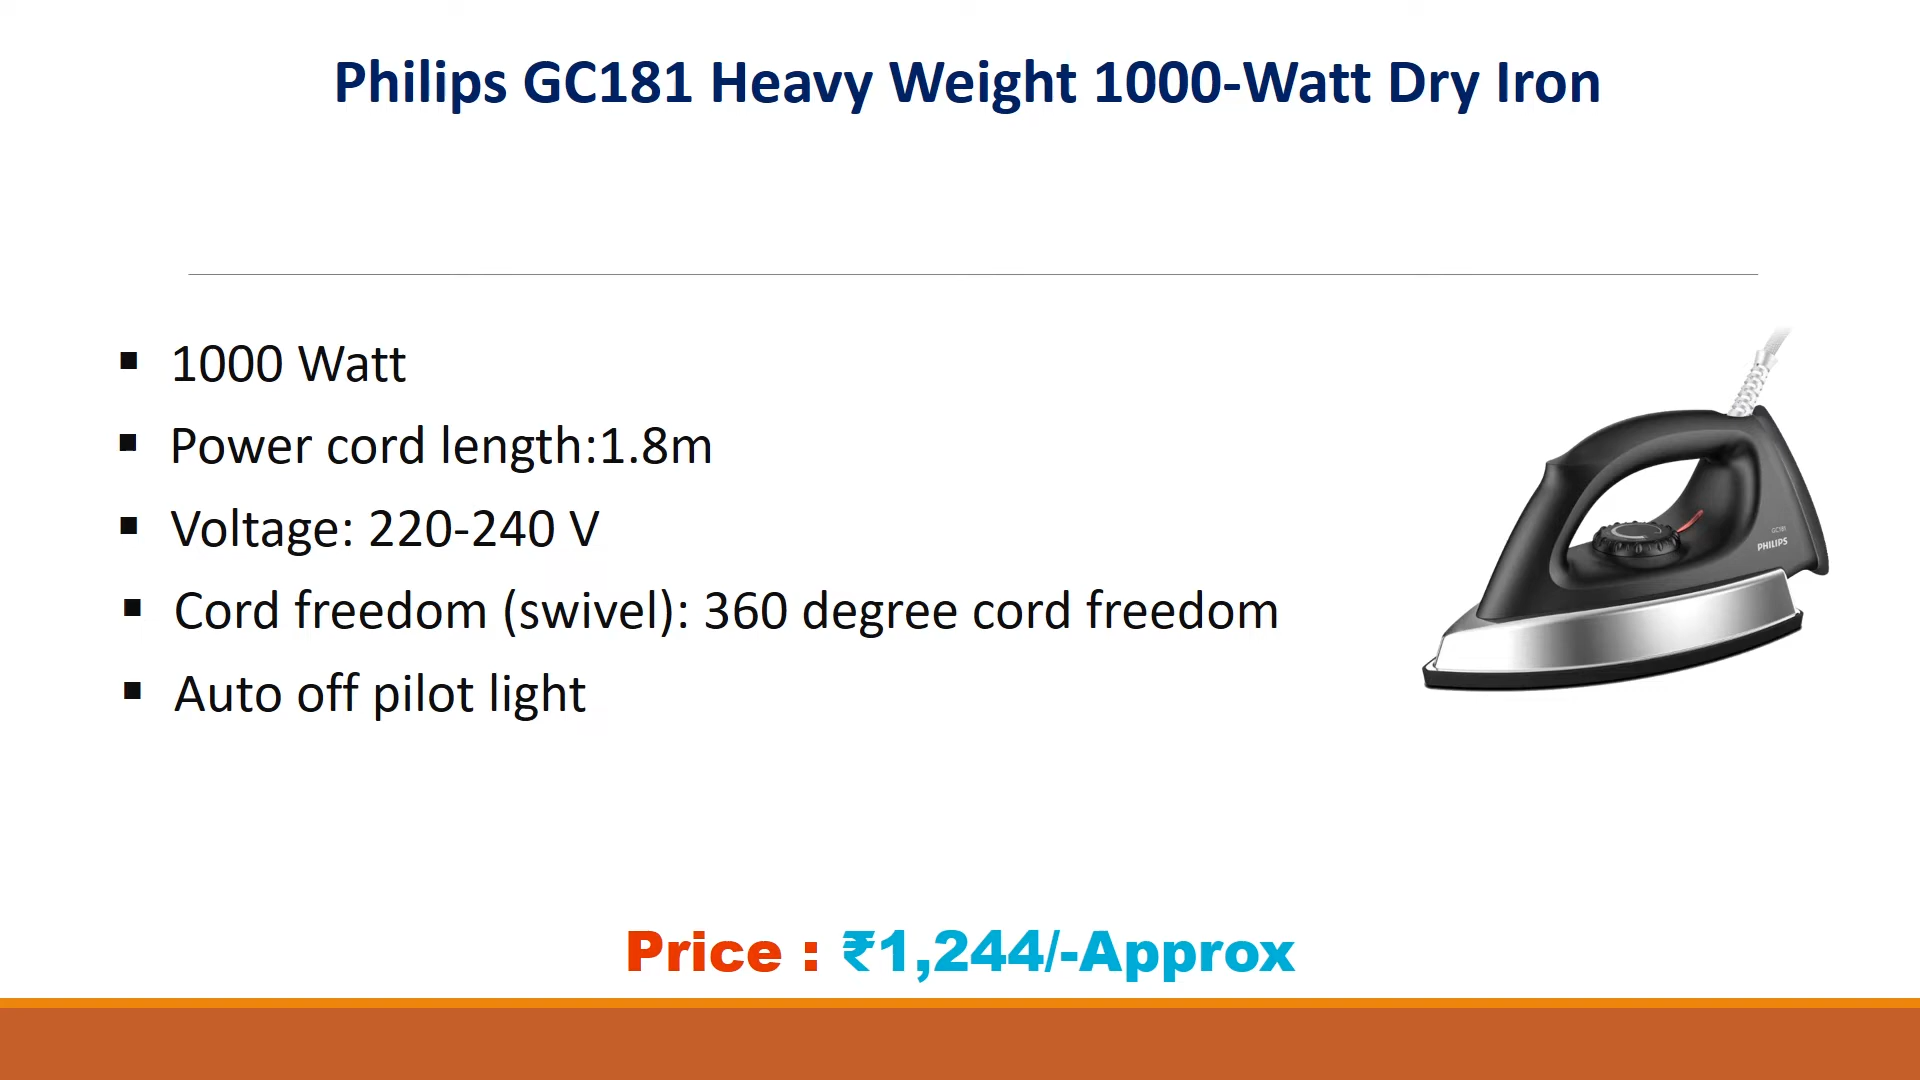 Philips GC181 Heavy Weight 1000-Watt Dry Iron
▪ 1000 Watt
▪ Power cord length:1.8m
▪ Voltage: 220-240 V
▪ Cord freedom (swivel): 360 degree cord freedom
▪ Auto off pilot light
GC181
PHILIPS
Price : ₹1,244/-Approx